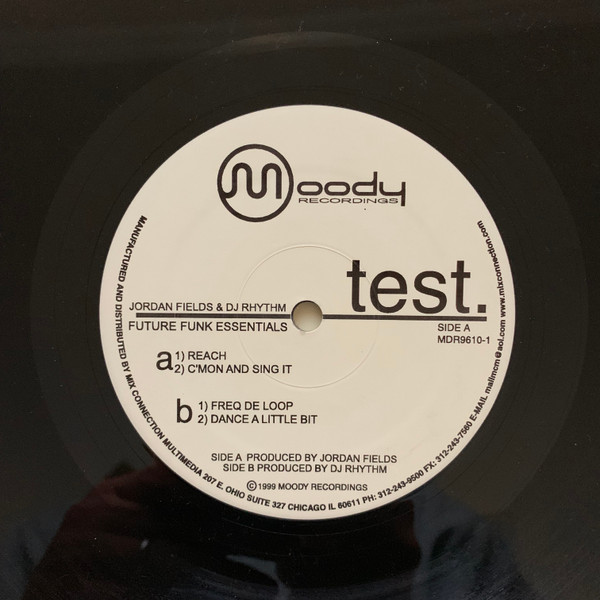 Moody
RECORDINGS
test.
JORDAN FIELDS & DJ RHYTHM
FUTURE FUNK ESSENTIALS
SIDE A
MDR9610-1
a 1) REACH
2) C'MON AND SING IT
b 1) FREQ DE LOOP
2) DANCE A LITTLE BIT
SIDE A PRODUCED BY JORDAN FIELDS
SIDE B PRODUCED BY DJ RHYTHM
©1999 MOODY RECORDINGS
MANUFACTURED AND DISTRIBUTED BY MIX CONNECTION MULTIMEDIA 207 E. OHIO SUITE 327 CHICAGO IL 60611 PH: 312-243-9500 FX: 312-243-7560 E-MAIL mailmcm@aol.com www.mixconnection.com